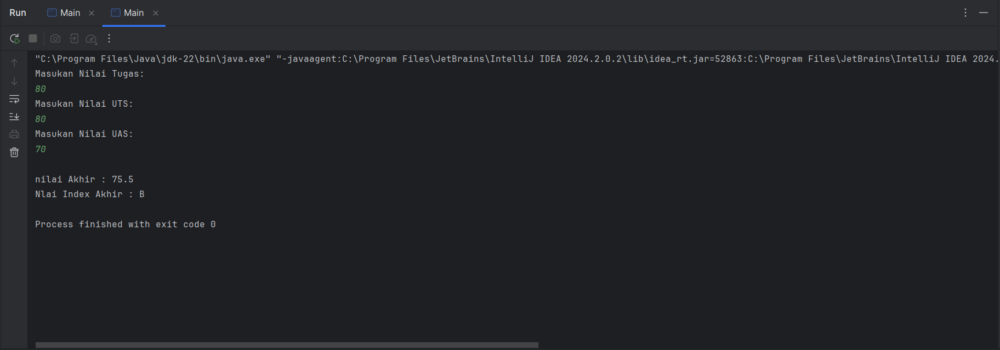 Run Main Main
"C:\Program Files\Java\jdk-22\bin\java.exe" "-javaagent:C:\Program Files\JetBrains\IntelliJ IDEA 2024.2.0.2\lib\idea_rt.jar=52863:C:\Program Files\JetBrains\IntelliJ IDEA 2024.
Masukan Nilai Tugas:
80
Masukan Nilai UTS:
80
Masukan Nilai UAS:
70
nilai Akhir : 75.5
Nlai Index Akhir : B
Process finished with exit code 0